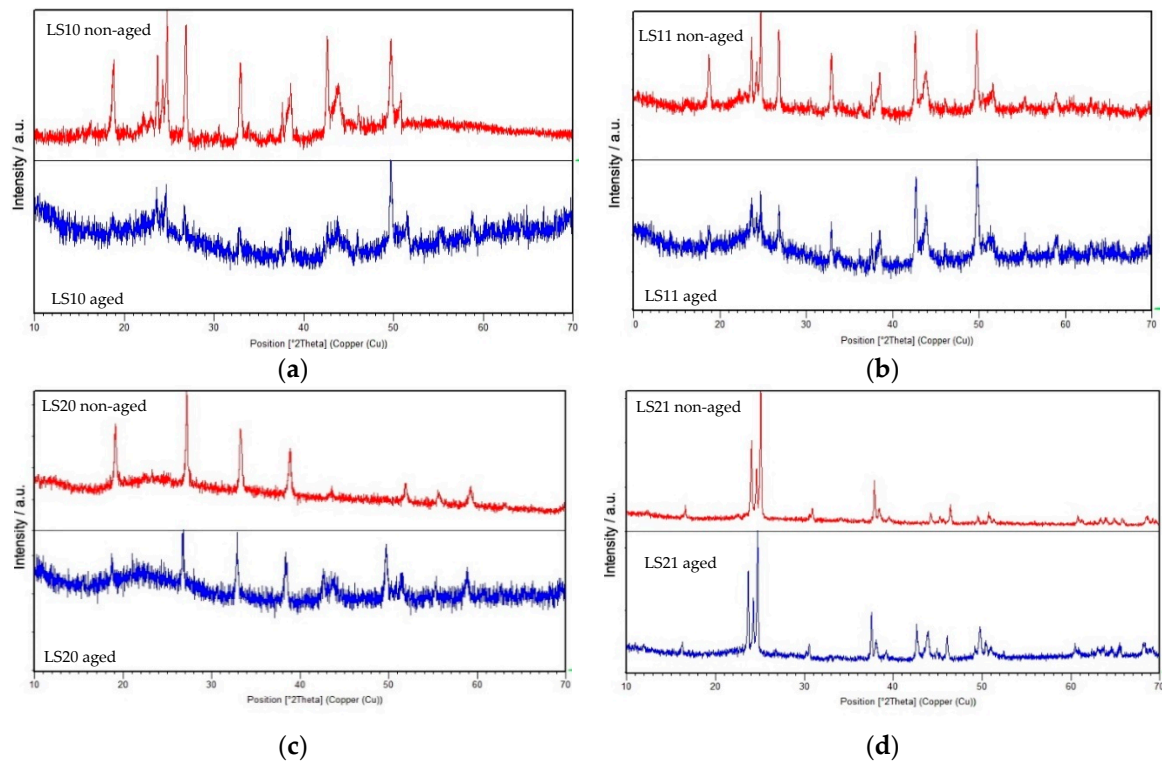 LS10 non-aged
Intensity / a.u.
LS10 aged
10 20 30 40 50 60 70
Position [°2Theta] (Copper (Cu))
(a)
LS11 non-aged
Intensity / a.u.
LS11 aged
0 20 30 40 50 60 70
Position [°2Theta] (Copper (Cu))
(b)
LS20 non-aged
Intensity / a.u.
LS20 aged
10 20 30 40 50 60 70
Position [°2Theta] (Copper (Cu))
(c)
LS21 non-aged
Intensity / a.u.
LS21 aged
10 20 30 40 50 60 70
Position [°2Theta] (Copper (Cu))
(d)